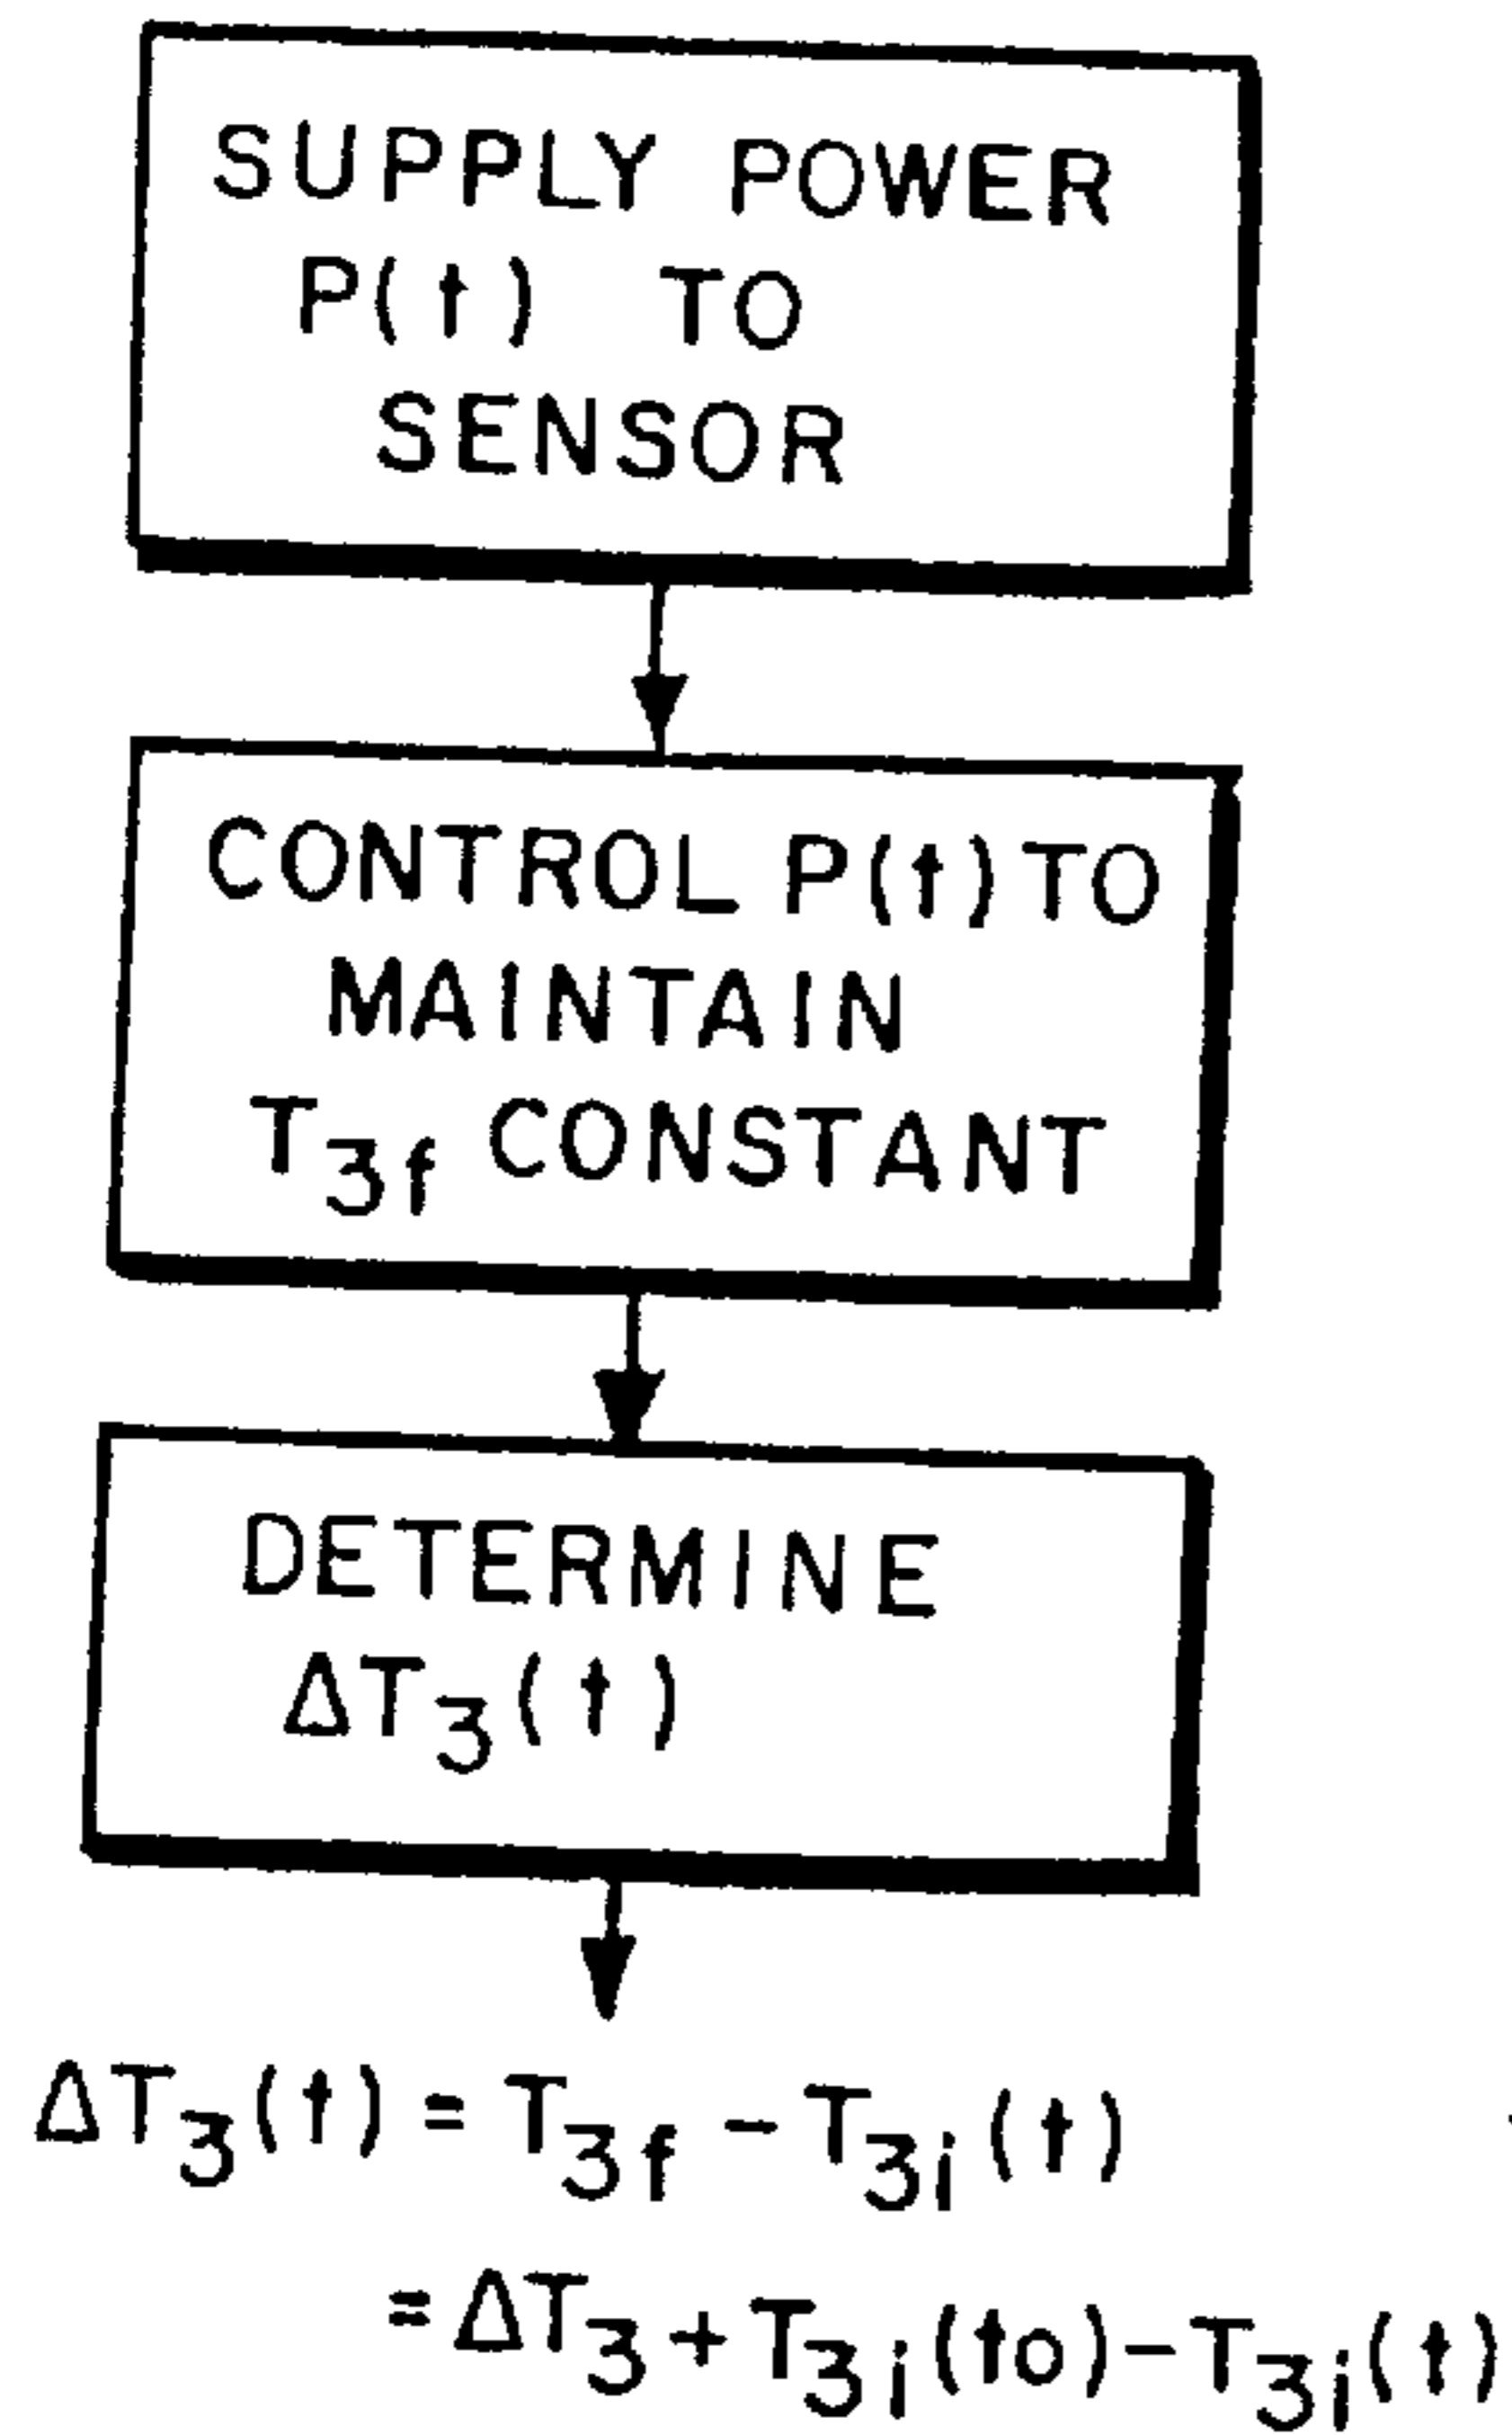 SUPPLY POWER
P(t) TO
SENSOR
CONTROL P(t) TO
MAINTAIN
T3f CONSTANT
DETERMINE
ΔT3(t)
ΔT3(t) = T3f - T3i(t)
= ΔT3 + T3i(to) - T3i(t)